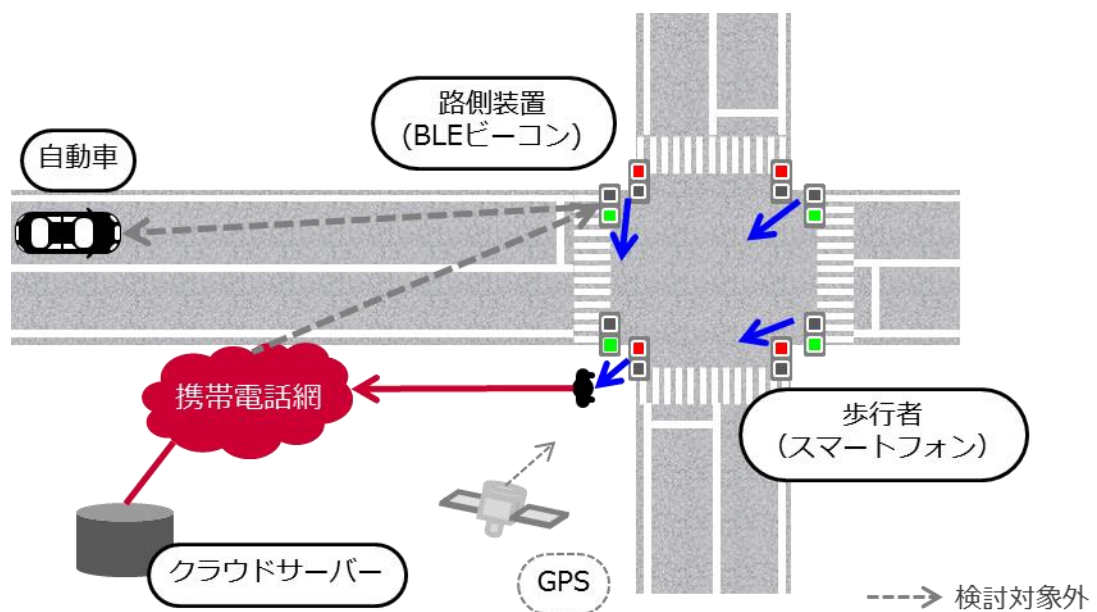 路側装置
(BLEビーコン)
自動車
携帯電話網
歩行者
（スマートフォン）
クラウドサーバー
GPS
検討対象外